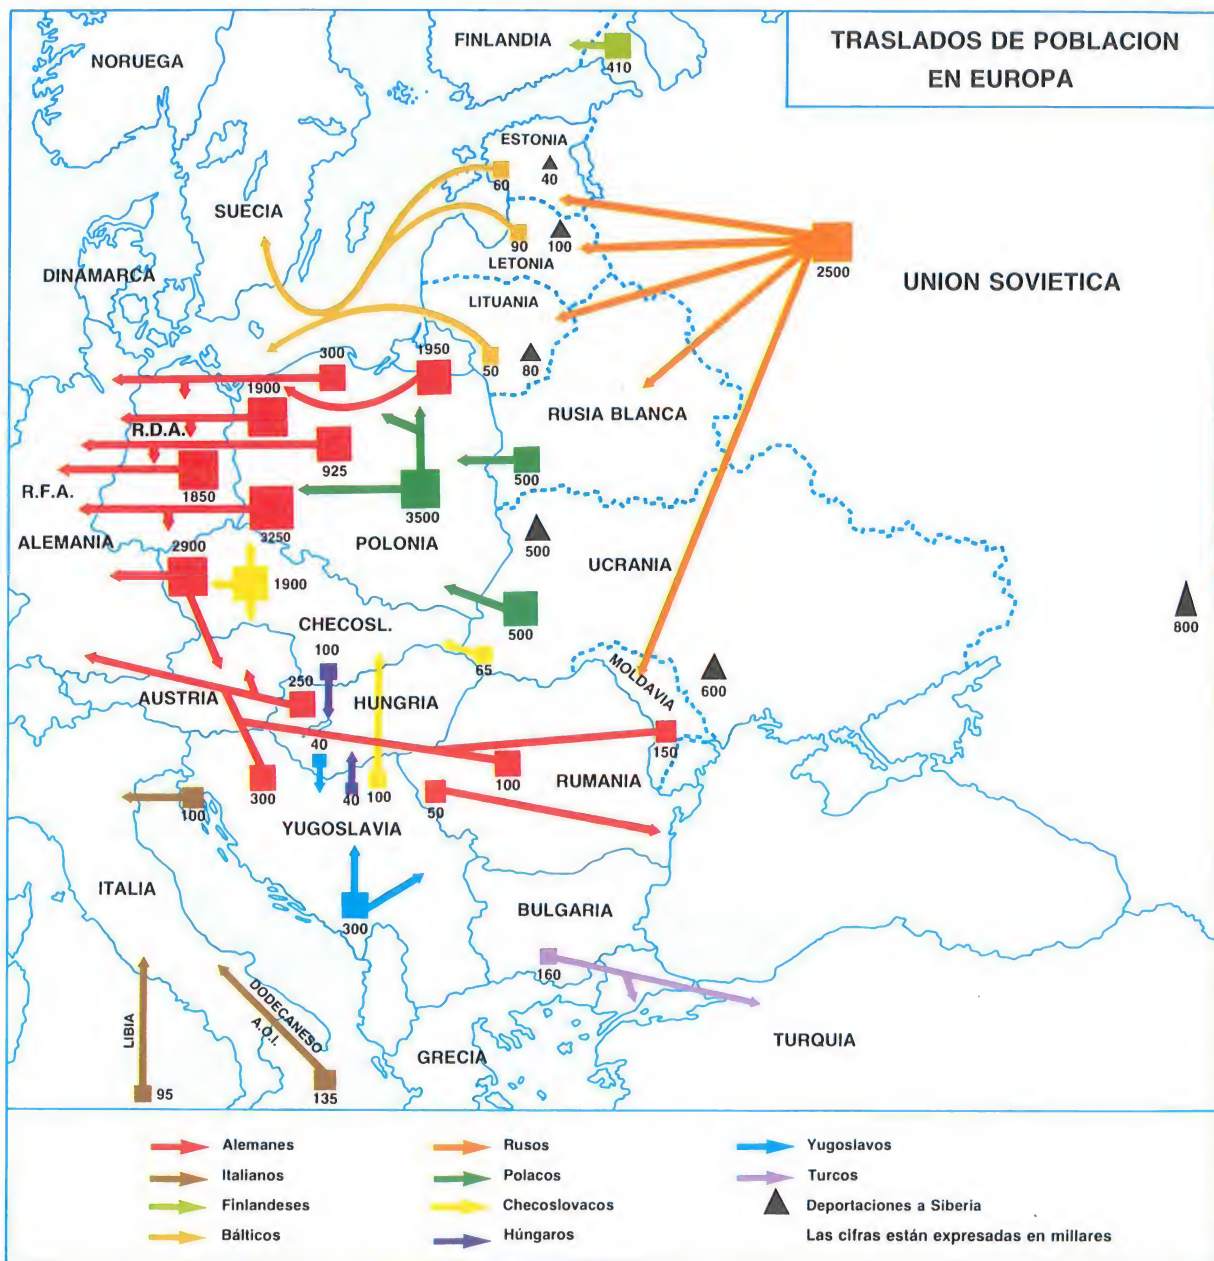 TRASLADOS DE POBLACION
EN EUROPA
NORUEGA
FINLANDIA
410
ESTONIA
60
40
SUECIA
90
100
LETONIA
2500
DINAMARCA
UNION SOVIETICA
LITUANIA
300
1950
50
80
1900
RUSIA BLANCA
R.D.A.
925
500
1850
R.F.A.
3500
3250
500
ALEMANIA
2900
POLONIA
UCRANIA
1900
800
CHECOSL.
500
100
65
MOLDAVIA
600
250
AUSTRIA
HUNGRIA
40
150
300
40
100
50
100
RUMANIA
100
YUGOSLAVIA
ITALIA
300
BULGARIA
160
LIBIA
DODECANESO
A.O.I.
GRECIA
TURQUIA
95
135
Alemanes
Italianos
Finlandeses
Bálticos
Rusos
Polacos
Checoslovacos
Húngaros
Yugoslavos
Turcos
Deportaciones a Siberia
Las cifras están expresadas en millares